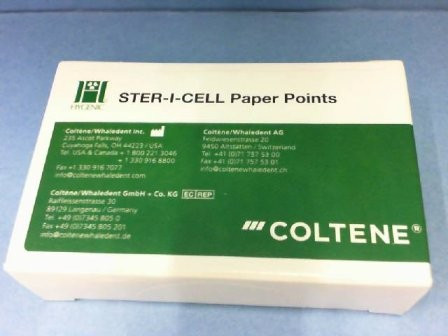 HYGENIC
STER-I-CELL Paper Points
Coltène/Whaledent Inc.
235 Ascot Parkway
Cuyahoga Falls, OH 44223 / USA
USA & Canada + 1 800 221 3046
+ 1 330 916 8800
Fax +1 330 916 7077
info@coltenewhaledent.com
Coltène/Whaledent AG
Feldwiesenstrasse 20
9450 Altstätten / Switzerland
Tel. +41 (0)71 757 53 00
Fax +41 (0)71 757 53 01
info@coltenewhaledent.ch
Coltène/Whaledent GmbH + Co. KG EC REP
Raiffeisenstrasse 30
89129 Langenau / Germany
Tel. +49 (0)7345 805 0
Fax +49 (0)7345 805 201
info@coltenewhaledent.de
COLTENE®